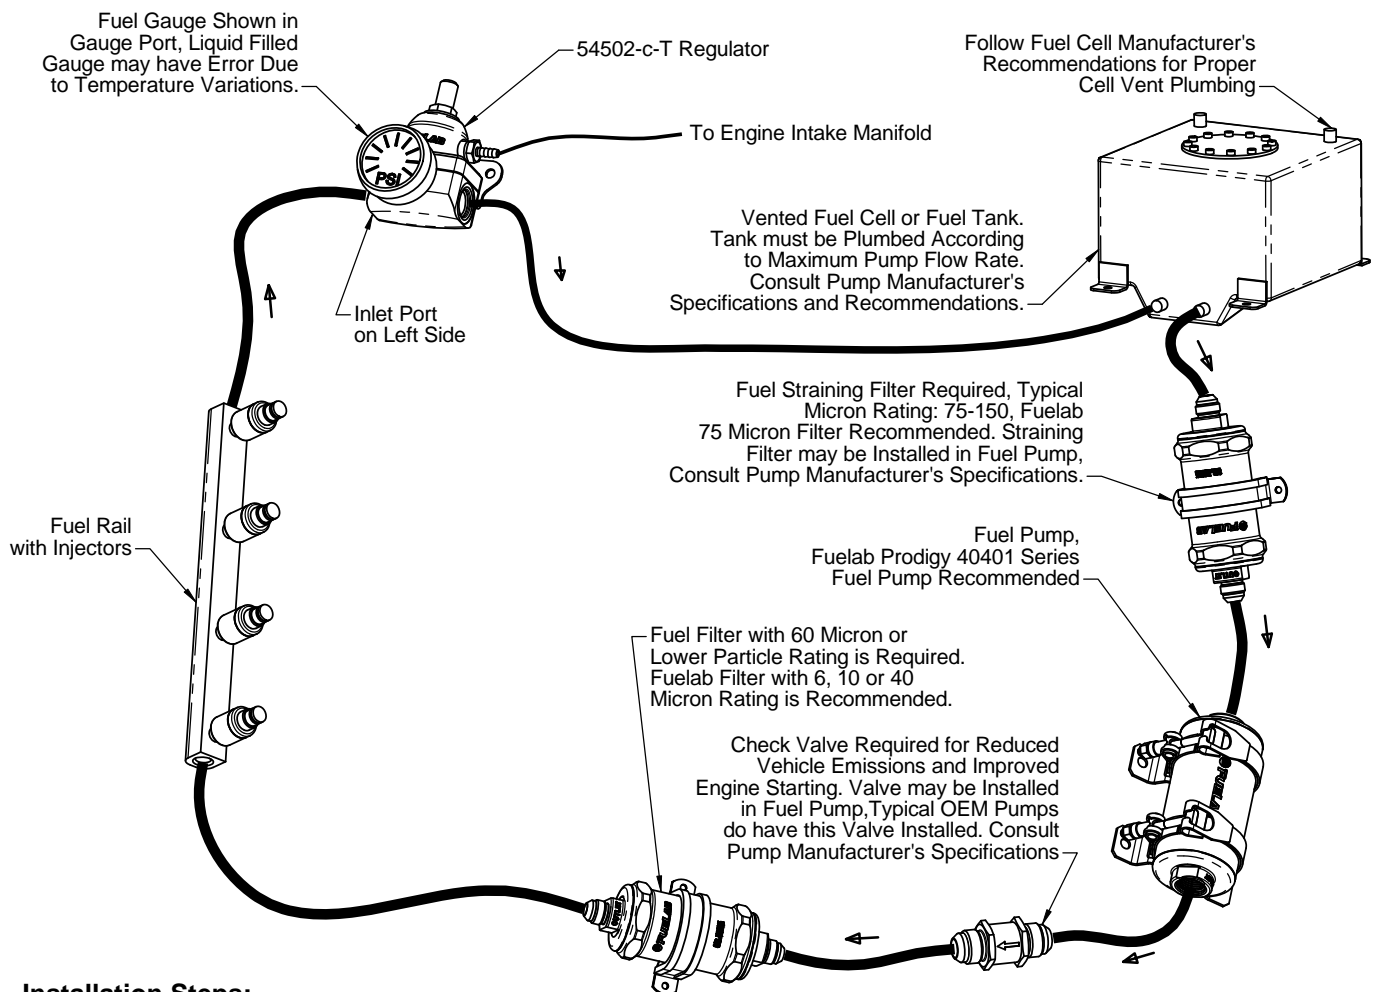 Fuel Gauge Shown in
Gauge Port, Liquid Filled
Gauge may have Error Due
to Temperature Variations.
54502-c-T Regulator
Follow Fuel Cell Manufacturer's
Recommendations for Proper
Cell Vent Plumbing
LAB
PSI
To Engine Intake Manifold
Vented Fuel Cell or Fuel Tank.
Tank must be Plumbed According
to Maximum Pump Flow Rate.
Consult Pump Manufacturer's
Specifications and Recommendations.
Inlet Port
on Left Side
Fuel Straining Filter Required, Typical
Micron Rating: 75-150, Fuelab
75 Micron Filter Recommended. Straining
Filter may be Installed in Fuel Pump,
Consult Pump Manufacturer's Specifications.
FUELAB
Fuel Rail
with Injectors
Fuel Pump,
Fuelab Prodigy 40401 Series
Fuel Pump Recommended
Fuel Filter with 60 Micron or
Lower Particle Rating is Required.
Fuelab Filter with 6, 10 or 40
Micron Rating is Recommended.
FUELAB
Check Valve Required for Reduced
Vehicle Emissions and Improved
Engine Starting. Valve may be Installed
in Fuel Pump,Typical OEM Pumps
do have this Valve Installed. Consult
Pump Manufacturer's Specifications
FUELAB
Installation Steps: